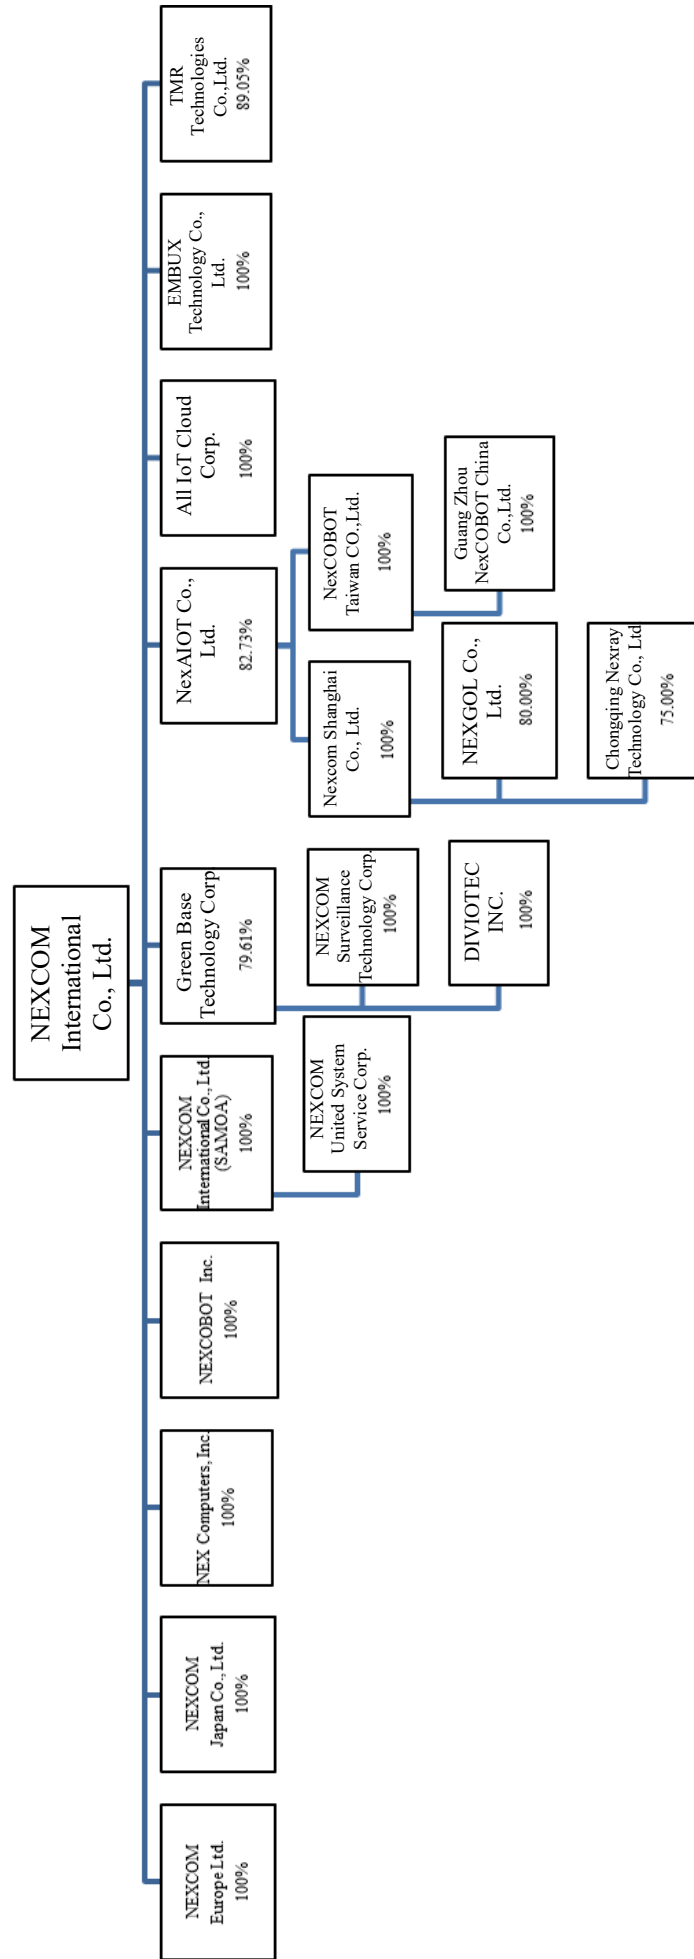 NEXCOM
International
Co., Ltd.
NEXCOM
Europe Ltd.
100%
NEXCOM
Japan Co., Ltd.
100%
NEX Computers, Inc.
100%
NEXCOBOT Inc.
100%
NEXCOM
International Co., Ltd.
(SAMOA)
100%
Green Base
Technology Corp.
79.61%
NexAIOT Co.,
Ltd.
82.73%
All IoT Cloud
Corp.
100%
EMBUX
Technology Co.,
Ltd.
100%
TMR
Technologies
Co.,Ltd.
89.05%
NEXCOM
United System
Service Corp.
100%
NEXCOM
Surveillance
Technology Corp.
100%
DIVIOTEC
INC.
100%
Nexcom Shanghai
Co., Ltd.
100%
NexCOBOT
Taiwan CO.,Ltd.
100%
NEXGOL Co.,
Ltd.
80.00%
Guang Zhou
NexCOBOT China
Co.,Ltd.
100%
Chongqing Nexray
Technology Co., Ltd
75.00%